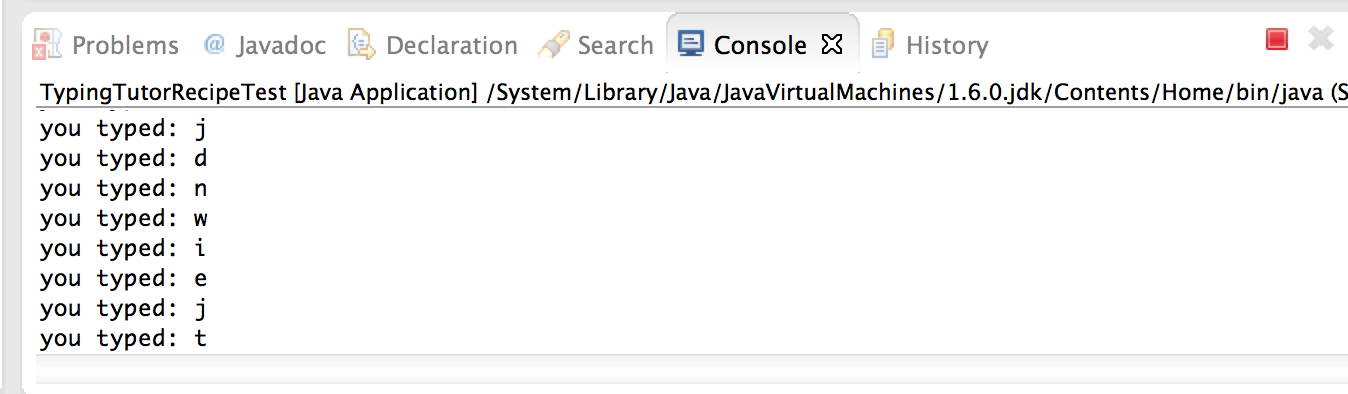 Problems @ Javadoc Declaration Search Console History
TypingTutorRecipeTest [Java Application] /System/Library/Java/JavaVirtualMachines/1.6.0.jdk/Contents/Home/bin/java (S
you typed: j
you typed: d
you typed: n
you typed: w
you typed: i
you typed: e
you typed: j
you typed: t